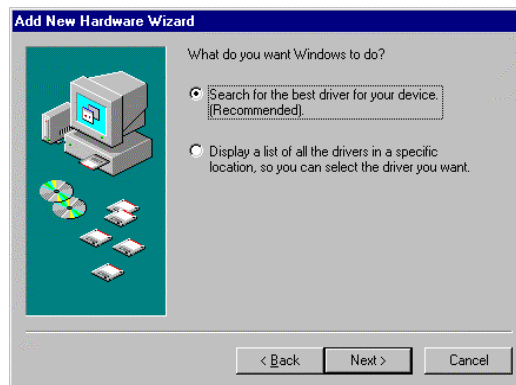 Add New Hardware Wizard
What do you want Windows to do?
Search for the best driver for your device.
(Recommended).
Display a list of all the drivers in a specific
location, so you can select the driver you want.
< Back
Next >
Cancel